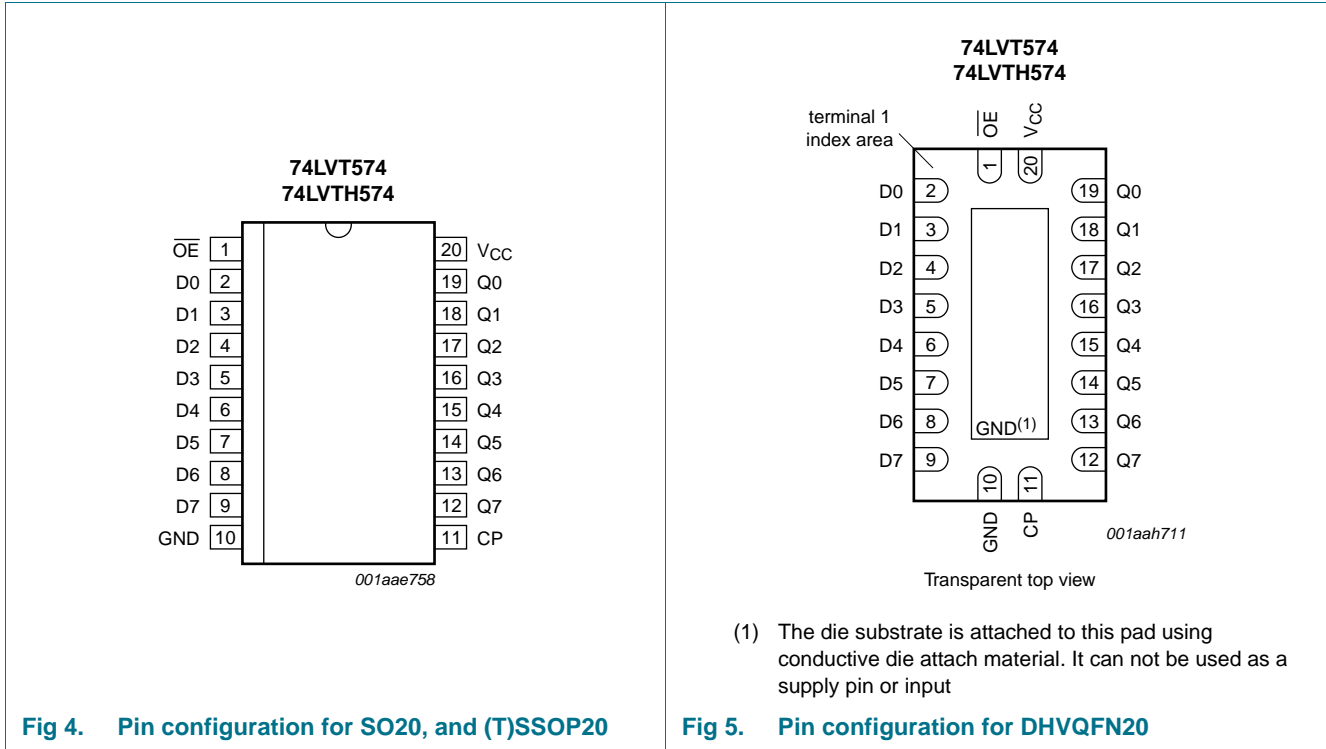 74LVT574
74LVTH574
OE 1 20 VCC
D0 2 19 Q0
D1 3 18 Q1
D2 4 17 Q2
D3 5 16 Q3
D4 6 15 Q4
D5 7 14 Q5
D6 8 13 Q6
D7 9 12 Q7
GND 10 11 CP
001aae758
Fig 4. Pin configuration for SO20, and (T)SSOP20
74LVT574
74LVTH574
terminal 1
index area
OE VCC
1 20
D0 2 19 Q0
D1 3 18 Q1
D2 4 17 Q2
D3 5 16 Q3
D4 6 15 Q4
D5 7 14 Q5
D6 8 GND(1) 13 Q6
D7 9 12 Q7
10 11
GND CP
001aah711
Transparent top view
(1) The die substrate is attached to this pad using
conductive die attach material. It can not be used as a
supply pin or input
Fig 5. Pin configuration for DHVQFN20